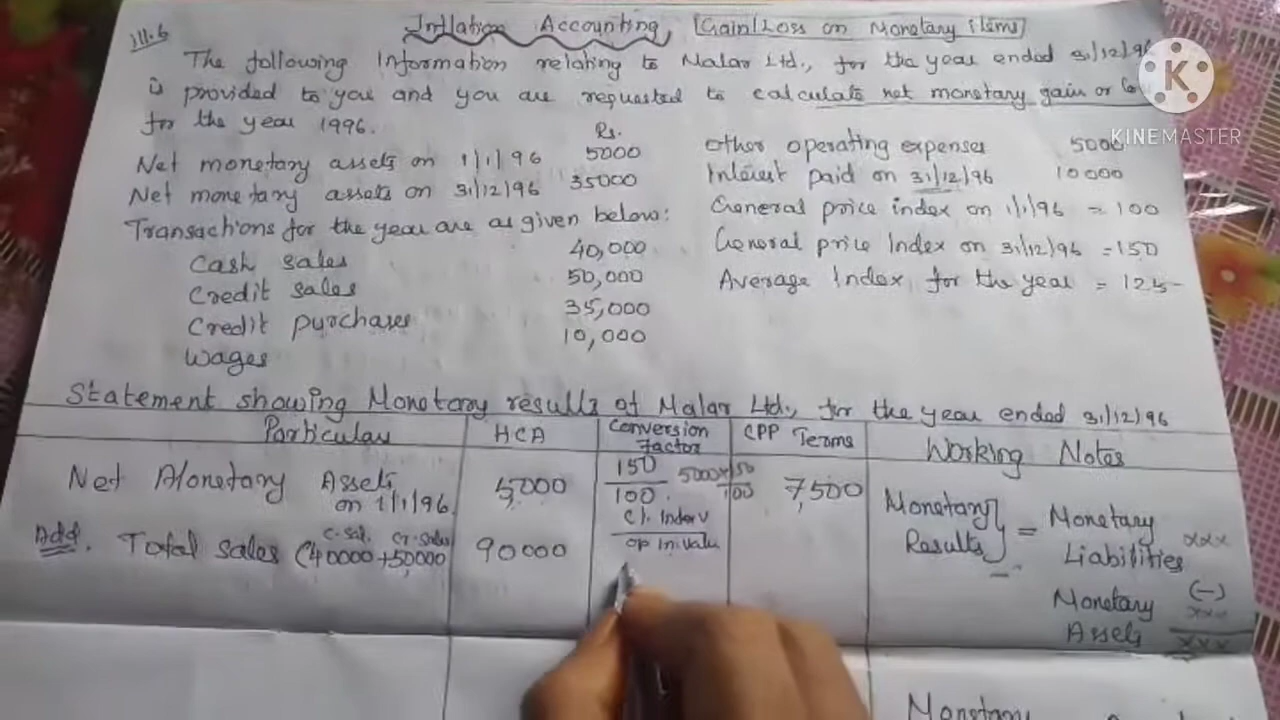 Ill.6
Inflation Accounting [Gain/Loss on Monetary items]
The following Information relating to Malar Ltd., for the year ended 31/12/96
is provided to you and you are requested to calculate net monetary gain or
for the year 1996.
Rs.
Net monetary assets on 1/1/96 5000
Net monetary assets on 31/12/96 35000
Transactions for the year are as given below:
Cash sales 40,000
Credit sales 50,000
Credit purchases 35,000
Wages 10,000
Other operating expenses 5000
Interest paid on 31/12/96 10000
General price index on 1/1/96 = 100
General price Index on 31/12/96 = 150
Average Index for the year = 125
KINEMASTER
Statement showing Monetary results of Malar Ltd., for the year ended 31/12/96
Particulars HCA Conversion Factor CPP Terms Working Notes
Net Monetary Assets on 1/1/96 5,000 150/100 5000x150/100 7,500
Cl. Index V
Op In. Valu
C. Sal. Cr. Sales
Add. Total sales (40000+50000 90000
Monetary Results } = Monetary Liabilities xxx
(-)
Monetary Assets xxx
xxx
Monetary